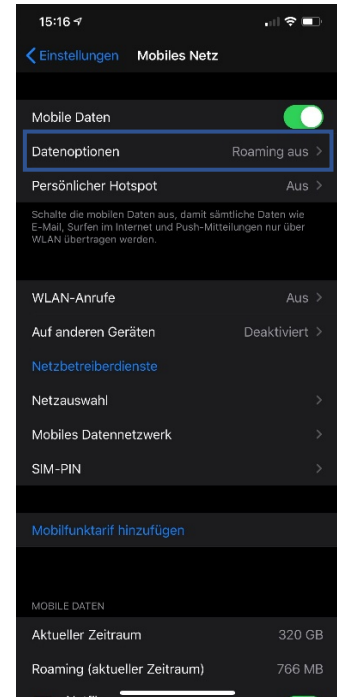 15:16
Einstellungen Mobiles Netz
Mobile Daten
Datenoptionen Roaming aus
Persönlicher Hotspot Aus
Schalte die mobilen Daten aus, damit sämtliche Daten wie
E-Mail, Surfen im Internet und Push-Mitteilungen nur über
WLAN übertragen werden.
WLAN-Anrufe Aus
Auf anderen Geräten Deaktiviert
Netzbetreiberdienste
Netzauswahl
Mobiles Datennetzwerk
SIM-PIN
Mobilfunktarif hinzufügen
MOBILE DATEN
Aktueller Zeitraum 320 GB
Roaming (aktueller Zeitraum) 766 MB